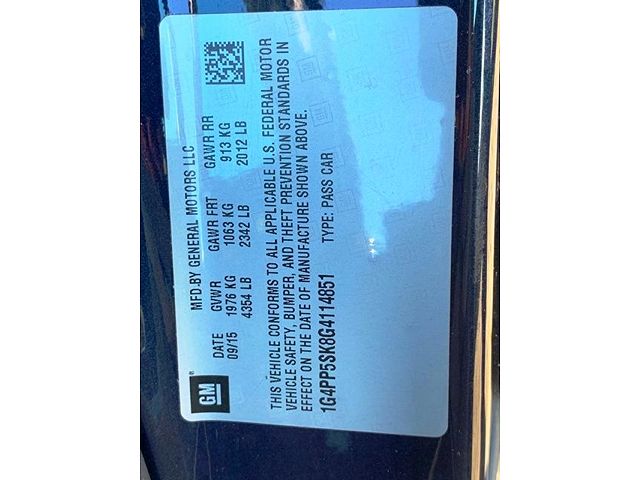 GM ®
MFD BY GENERAL MOTORS LLC
DATE GVWR GAWR FRT GAWR RR
09/15 1976 KG 1063 KG 913 KG
4354 LB 2342 LB 2012 LB
THIS VEHICLE CONFORMS TO ALL APPLICABLE U.S. FEDERAL MOTOR
VEHICLE SAFETY, BUMPER, AND THEFT PREVENTION STANDARDS IN
EFFECT ON THE DATE OF MANUFACTURE SHOWN ABOVE.
1G4PP5SK8G4114851 TYPE: PASS CAR